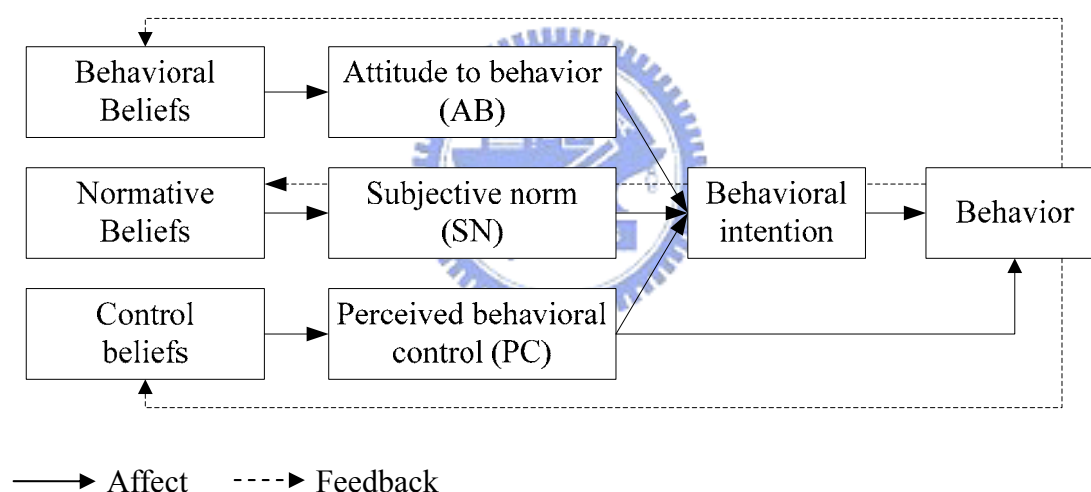 Behavioral
Beliefs
Attitude to behavior
(AB)
Normative
Beliefs
Subjective norm
(SN)
Behavioral
intention
Behavior
Control
beliefs
Perceived behavioral
control (PC)
Affect
Feedback